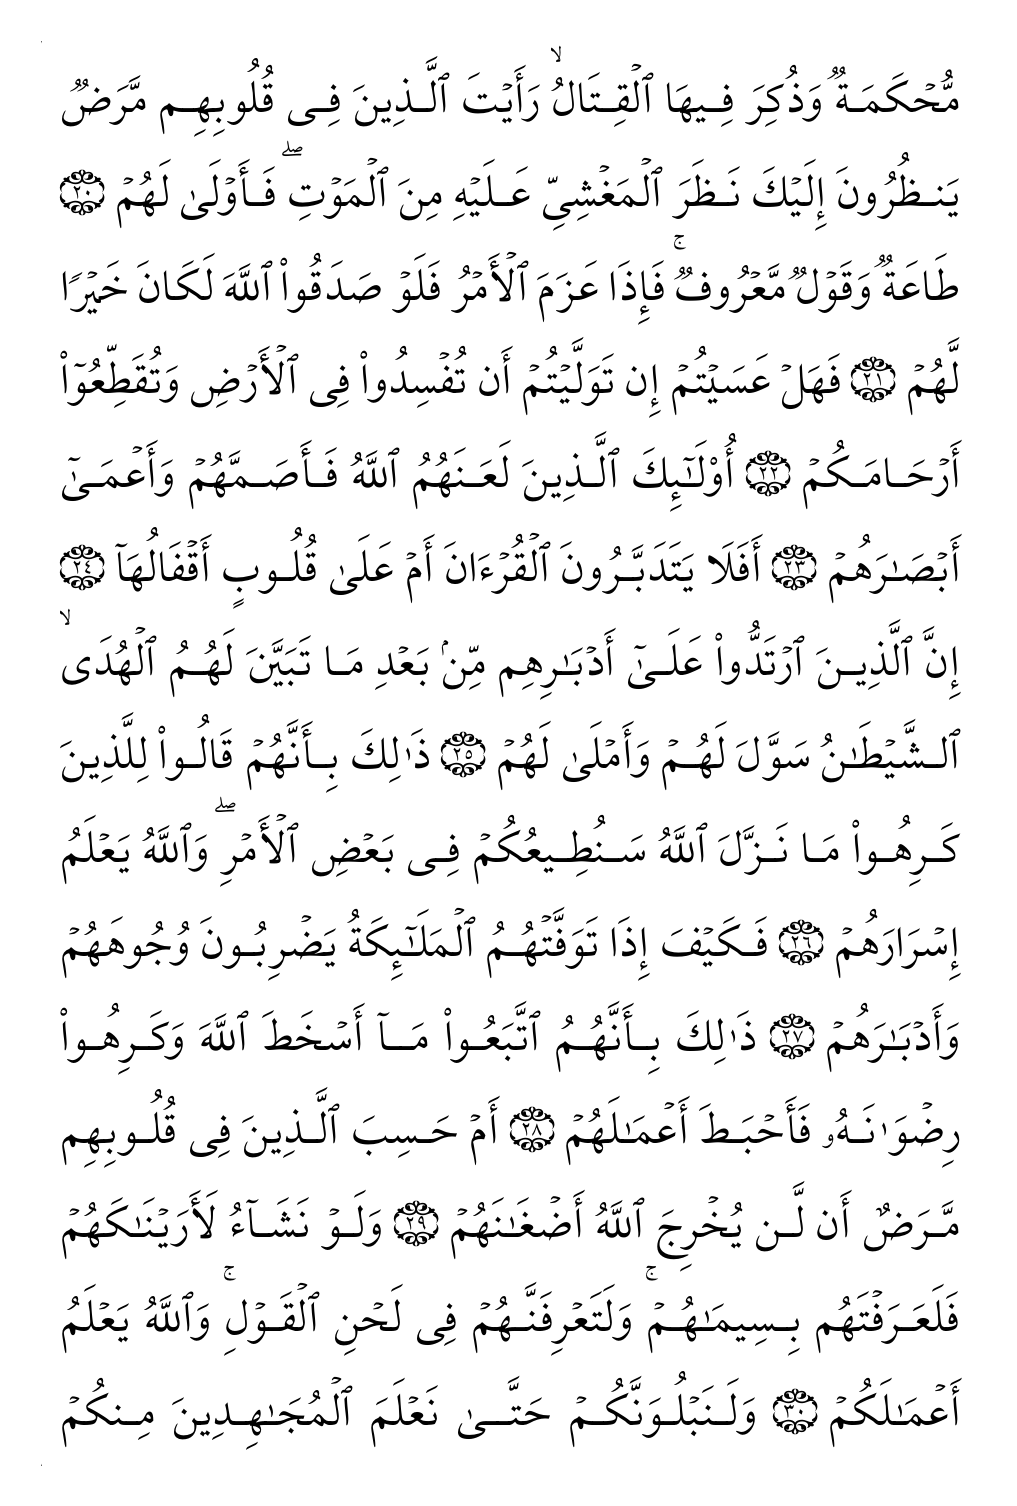 مُّحْكَمَةٌ وَذُكِرَ فِيهَا ٱلْقِتَالُ ۙ رَأَيْتَ ٱلَّذِينَ فِى قُلُوبِهِم مَّرَضٌ
يَنظُرُونَ إِلَيْكَ نَظَرَ ٱلْمَغْشِىِّ عَلَيْهِ مِنَ ٱلْمَوْتِ ۖ فَأَوْلَىٰ لَهُمْ ٢٠
طَاعَةٌ وَقَوْلٌ مَّعْرُوفٌ ۚ فَإِذَا عَزَمَ ٱلْأَمْرُ فَلَوْ صَدَقُوا۟ ٱللَّهَ لَكَانَ خَيْرًا
لَّهُمْ ٢١ فَهَلْ عَسَيْتُمْ إِن تَوَلَّيْتُمْ أَن تُفْسِدُوا۟ فِى ٱلْأَرْضِ وَتُقَطِّعُوٓا۟
أَرْحَامَكُمْ ٢٢ أُو۟لَـٰٓئِكَ ٱلَّذِينَ لَعَنَهُمُ ٱللَّهُ فَأَصَمَّهُمْ وَأَعْمَىٰٓ
أَبْصَـٰرَهُمْ ٢٣ أَفَلَا يَتَدَبَّرُونَ ٱلْقُرْءَانَ أَمْ عَلَىٰ قُلُوبٍ أَقْفَالُهَآ ٢٤
إِنَّ ٱلَّذِينَ ٱرْتَدُّوا۟ عَلَىٰٓ أَدْبَـٰرِهِم مِّنۢ بَعْدِ مَا تَبَيَّنَ لَهُمُ ٱلْهُدَى ۙ
ٱلشَّيْطَـٰنُ سَوَّلَ لَهُمْ وَأَمْلَىٰ لَهُمْ ٢٥ ذَٰلِكَ بِأَنَّهُمْ قَالُوا۟ لِلَّذِينَ
كَرِهُوا۟ مَا نَزَّلَ ٱللَّهُ سَنُطِيعُكُمْ فِى بَعْضِ ٱلْأَمْرِ ۖ وَٱللَّهُ يَعْلَمُ
إِسْرَارَهُمْ ٢٦ فَكَيْفَ إِذَا تَوَفَّتْهُمُ ٱلْمَلَـٰٓئِكَةُ يَضْرِبُونَ وُجُوهَهُمْ
وَأَدْبَـٰرَهُمْ ٢٧ ذَٰلِكَ بِأَنَّهُمُ ٱتَّبَعُوا۟ مَآ أَسْخَطَ ٱللَّهَ وَكَرِهُوا۟
رِضْوَٰنَهُۥ فَأَحْبَطَ أَعْمَـٰلَهُمْ ٢٨ أَمْ حَسِبَ ٱلَّذِينَ فِى قُلُوبِهِم
مَّرَضٌ أَن لَّن يُخْرِجَ ٱللَّهُ أَضْغَـٰنَهُمْ ٢٩ وَلَوْ نَشَآءُ لَأَرَيْنَـٰكَهُمْ
فَلَعَرَفْتَهُم بِسِيمَـٰهُمْ ۚ وَلَتَعْرِفَنَّهُمْ فِى لَحْنِ ٱلْقَوْلِ ۚ وَٱللَّهُ يَعْلَمُ
أَعْمَـٰلَكُمْ ٣٠ وَلَنَبْلُوَنَّكُمْ حَتَّىٰ نَعْلَمَ ٱلْمُجَـٰهِدِينَ مِنكُمْ